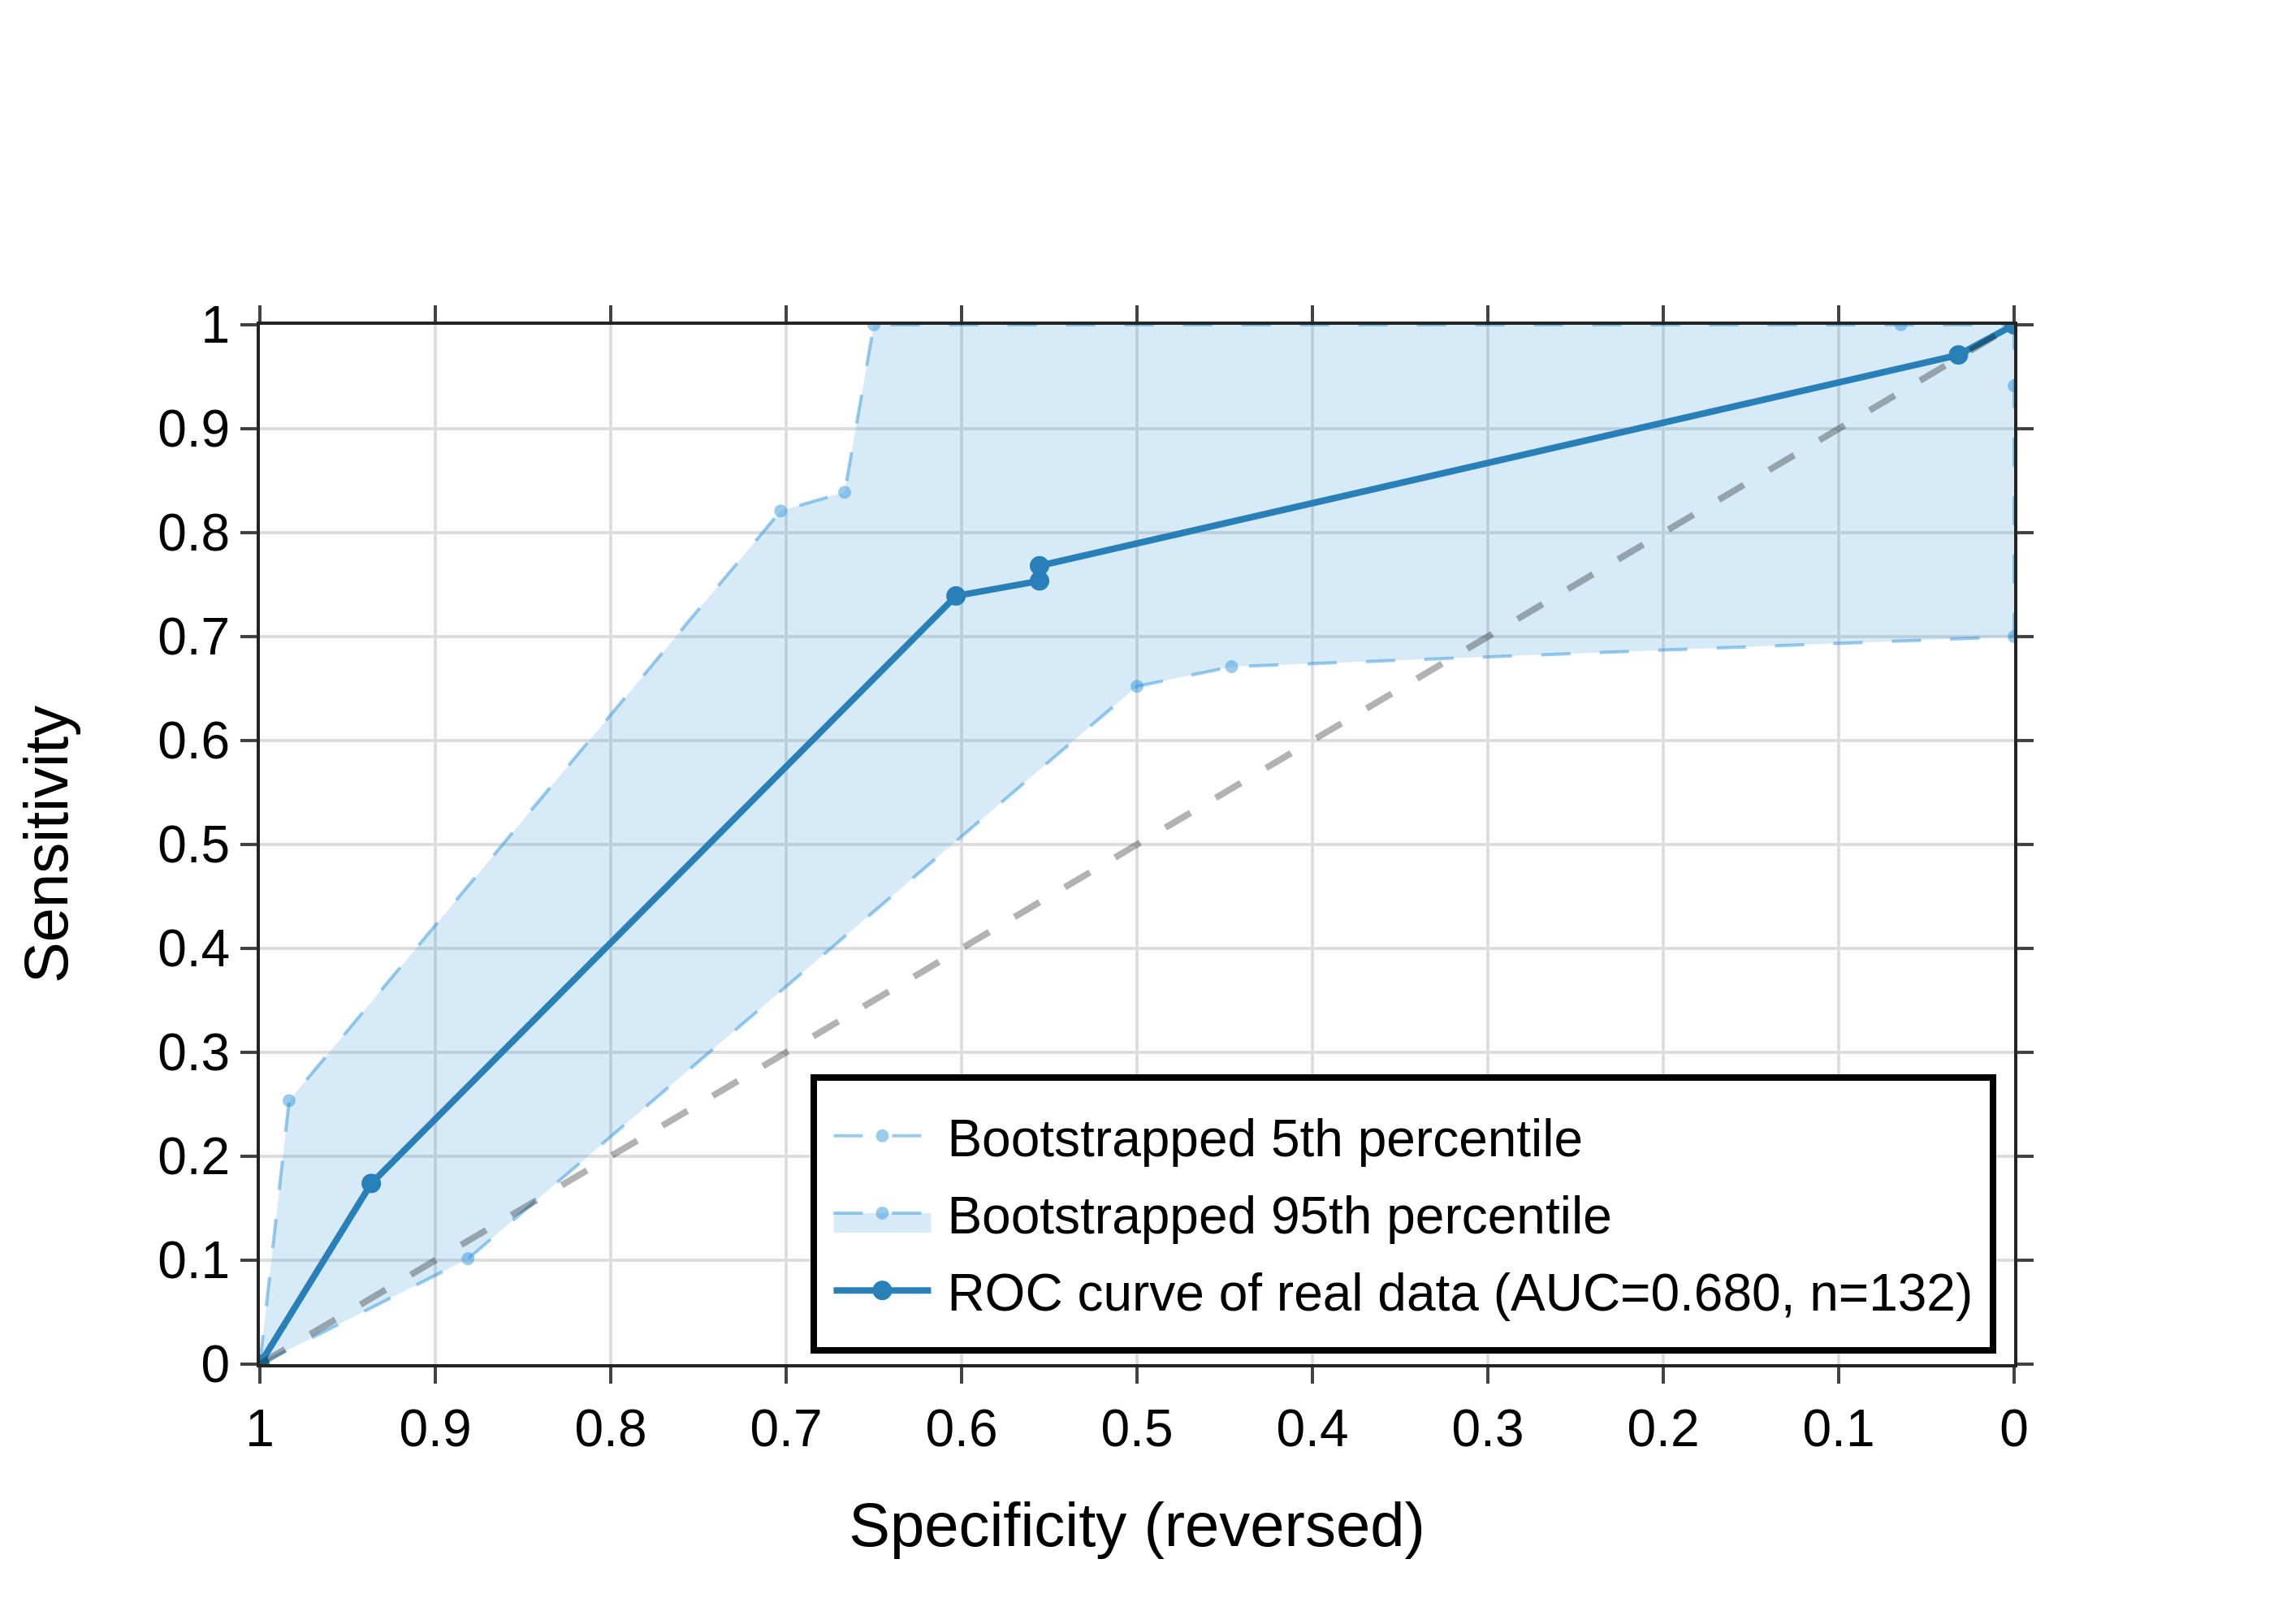 1
0.9
0.8
0.7
0.6
0.5
0.4
0.3
0.2
0.1
0
Sensitivity
Bootstrapped 5th percentile
Bootstrapped 95th percentile
ROC curve of real data (AUC=0.680, n=132)
1 0.9 0.8 0.7 0.6 0.5 0.4 0.3 0.2 0.1 0
Specificity (reversed)